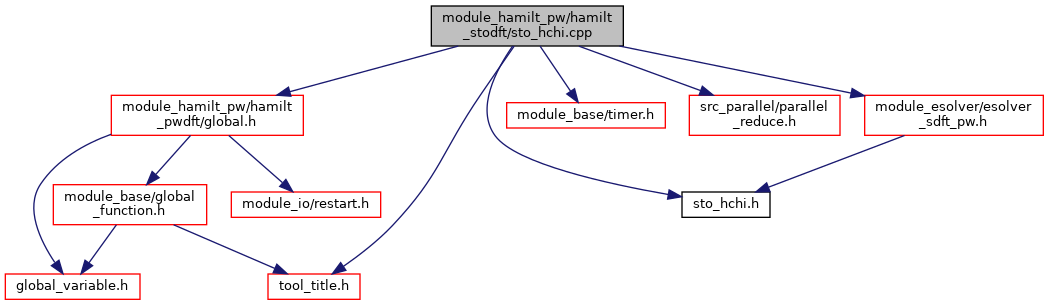 module_hamilt_pw/hamilt
_stodft/sto_hchi.cpp
module_hamilt_pw/hamilt
_pwdft/global.h
module_base/timer.h
src_parallel/parallel
_reduce.h
module_esolver/esolver
_sdft_pw.h
module_base/global
_function.h
module_io/restart.h
sto_hchi.h
global_variable.h
tool_title.h